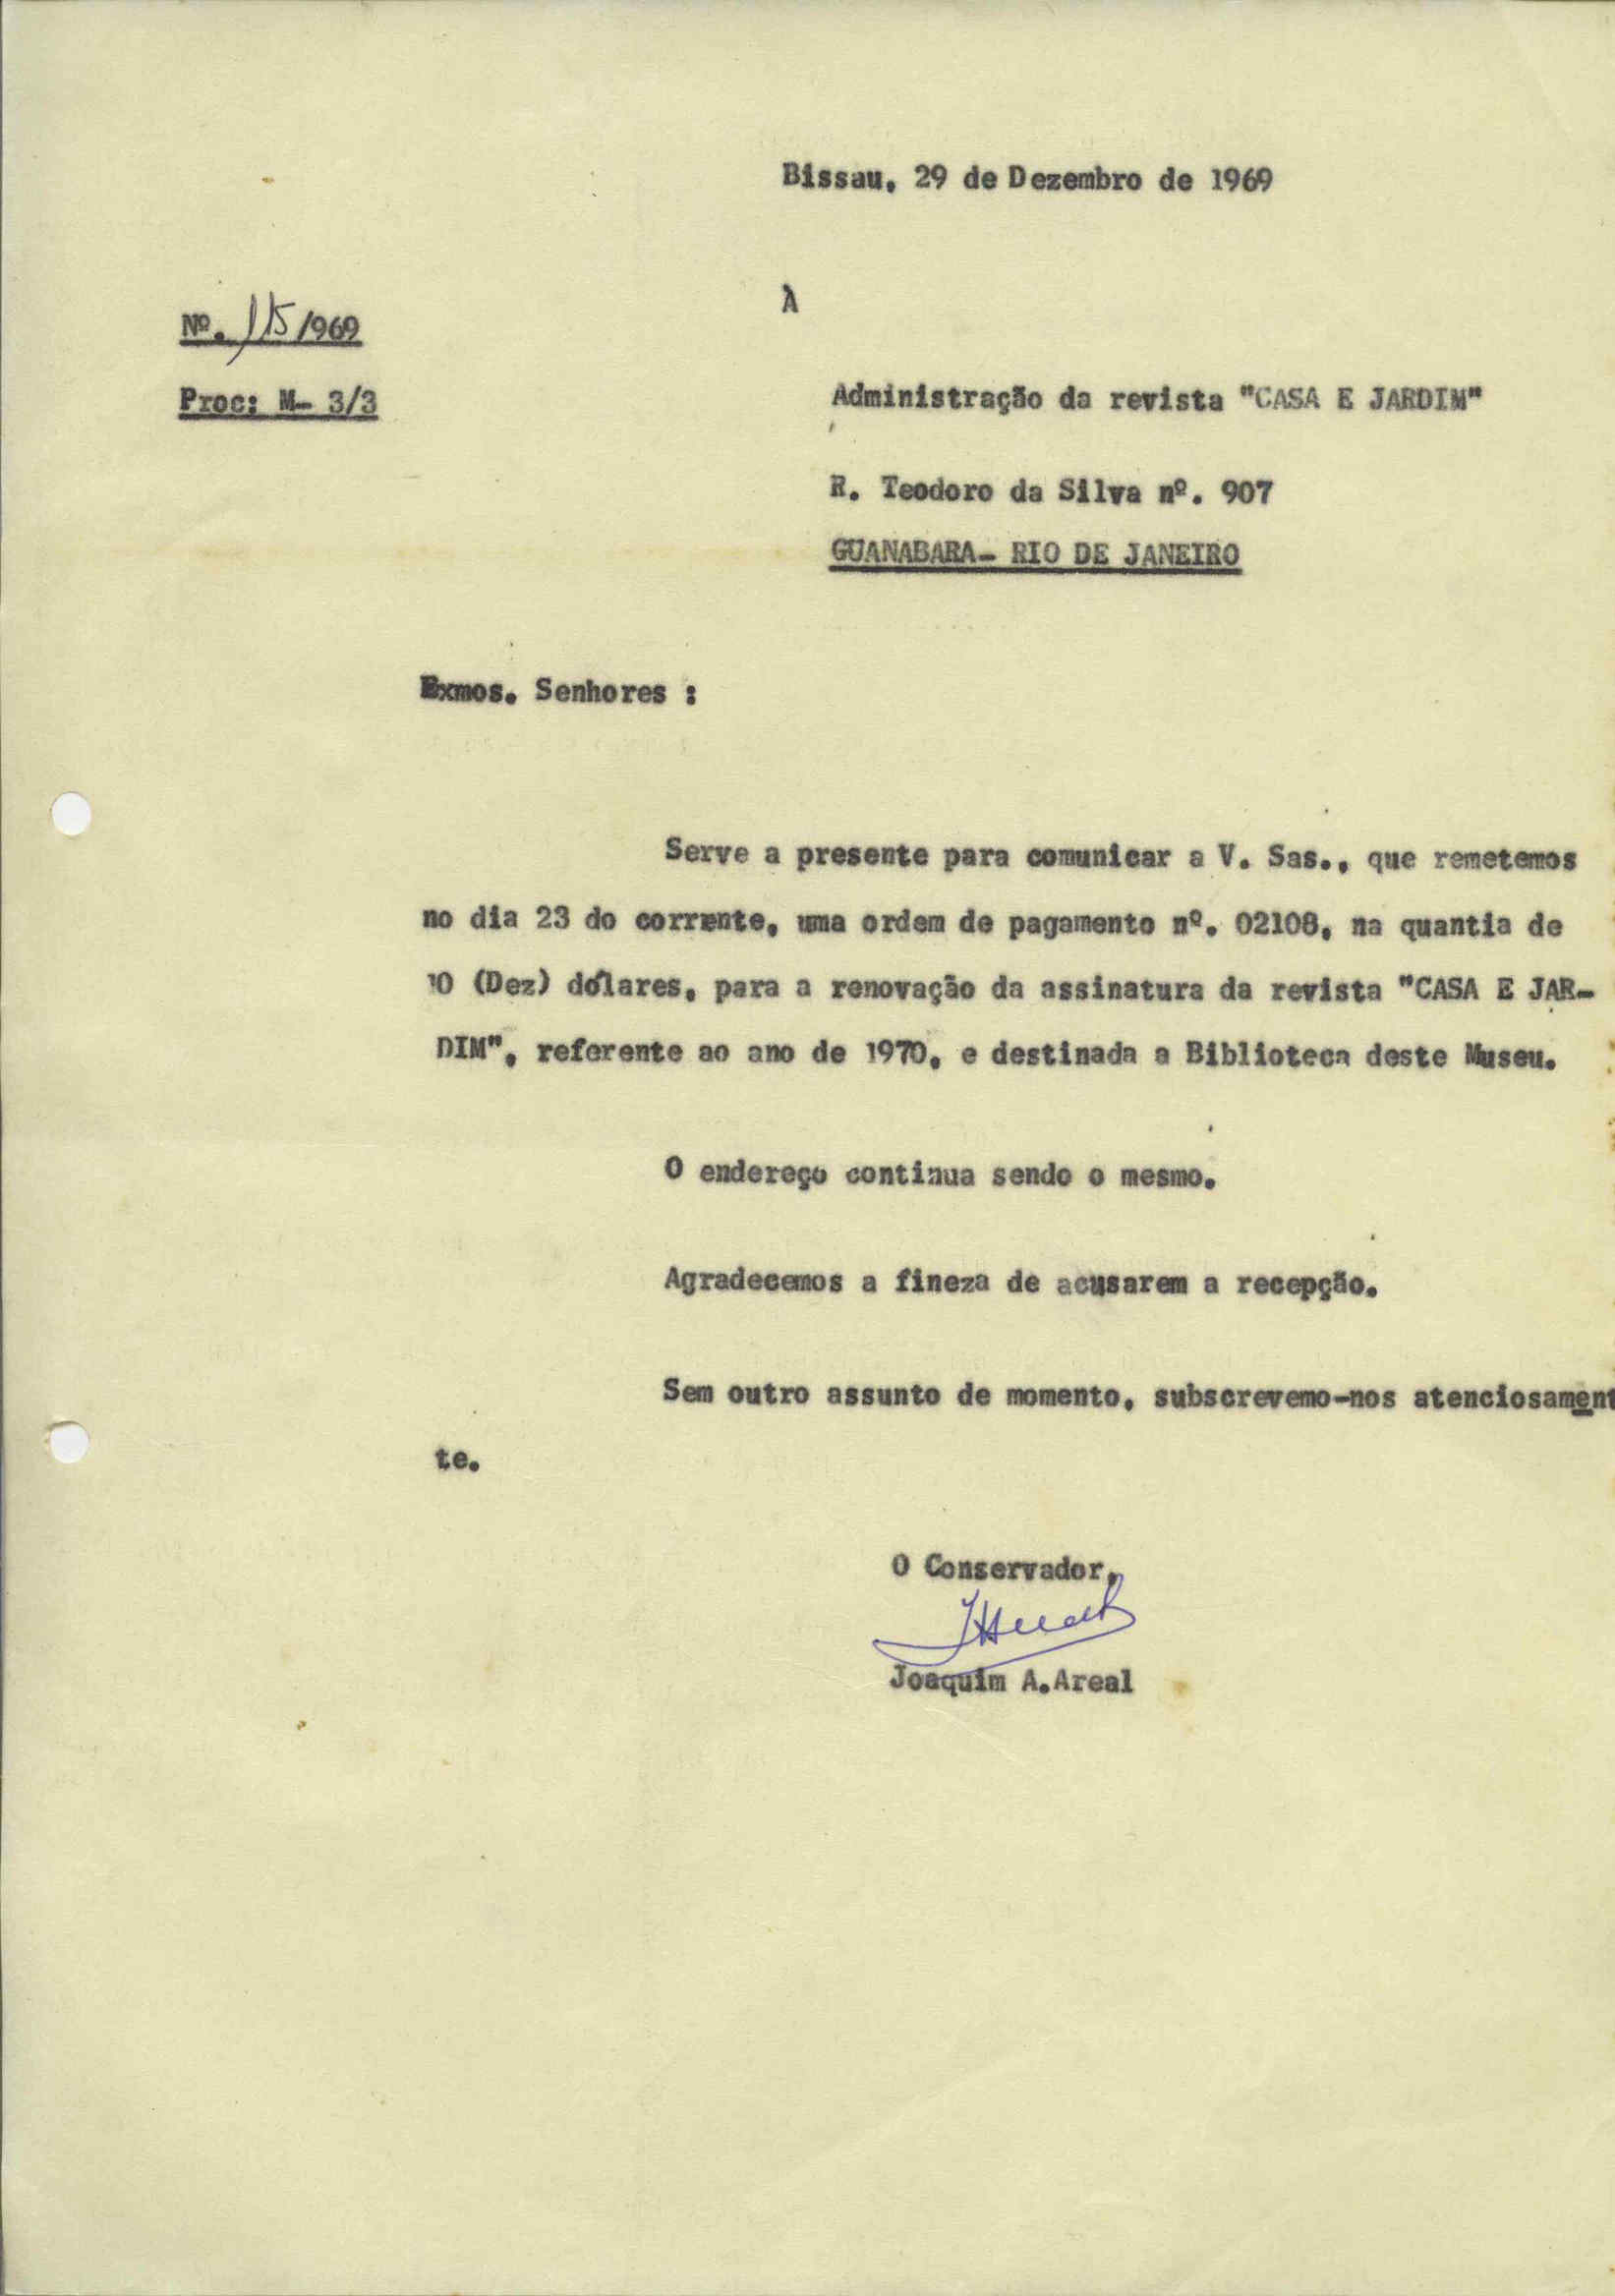 Bissau, 29 de Dezembro de 1969
À
Nº. 115/969
Proc: M- 3/3
Administração da revista "CASA E JARDIM"
R. Teodoro da Silva nº. 907
GUANABARA- RIO DE JANEIRO
Exmos. Senhores :
Serve a presente para comunicar a V. Sas., que remetemos
no dia 23 do corrente, uma ordem de pagamento nº. 02108, na quantia de
10 (Dez) dólares, para a renovação da assinatura da revista "CASA E JAR-
DIM", referente ao ano de 1970, e destinada a Biblioteca deste Museu.
O endereço continua sendo o mesmo.
Agradecemos a fineza de acusarem a recepção.
Sem outro assunto de momento, subscrevemo-nos atenciosament
te.
O Conservador,
Joaquim A.Areal